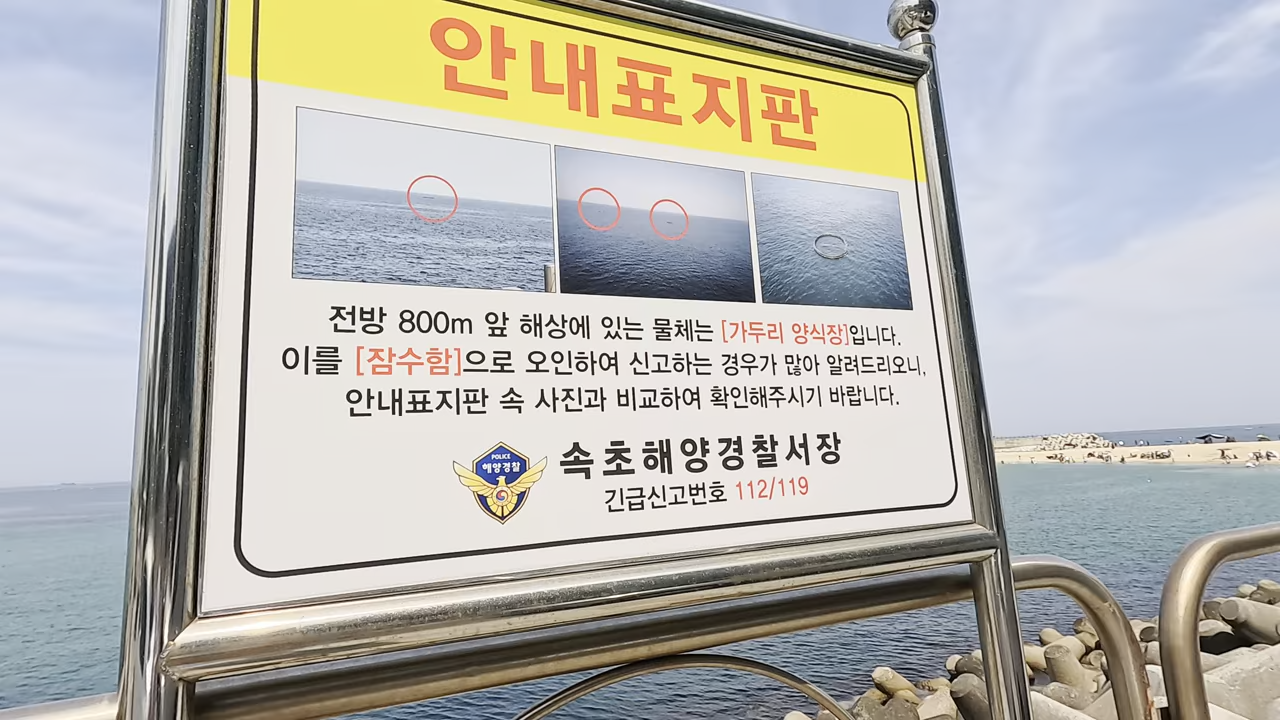 안내표지판
전방 800m 앞 해상에 있는 물체는 [가두리 양식장]입니다.
이를 [잠수함]으로 오인하여 신고하는 경우가 많아 알려드리오니,
안내표지판 속 사진과 비교하여 확인해주시기 바랍니다.
POLICE
해양경찰
속초해양경찰서장
긴급신고번호 112/119